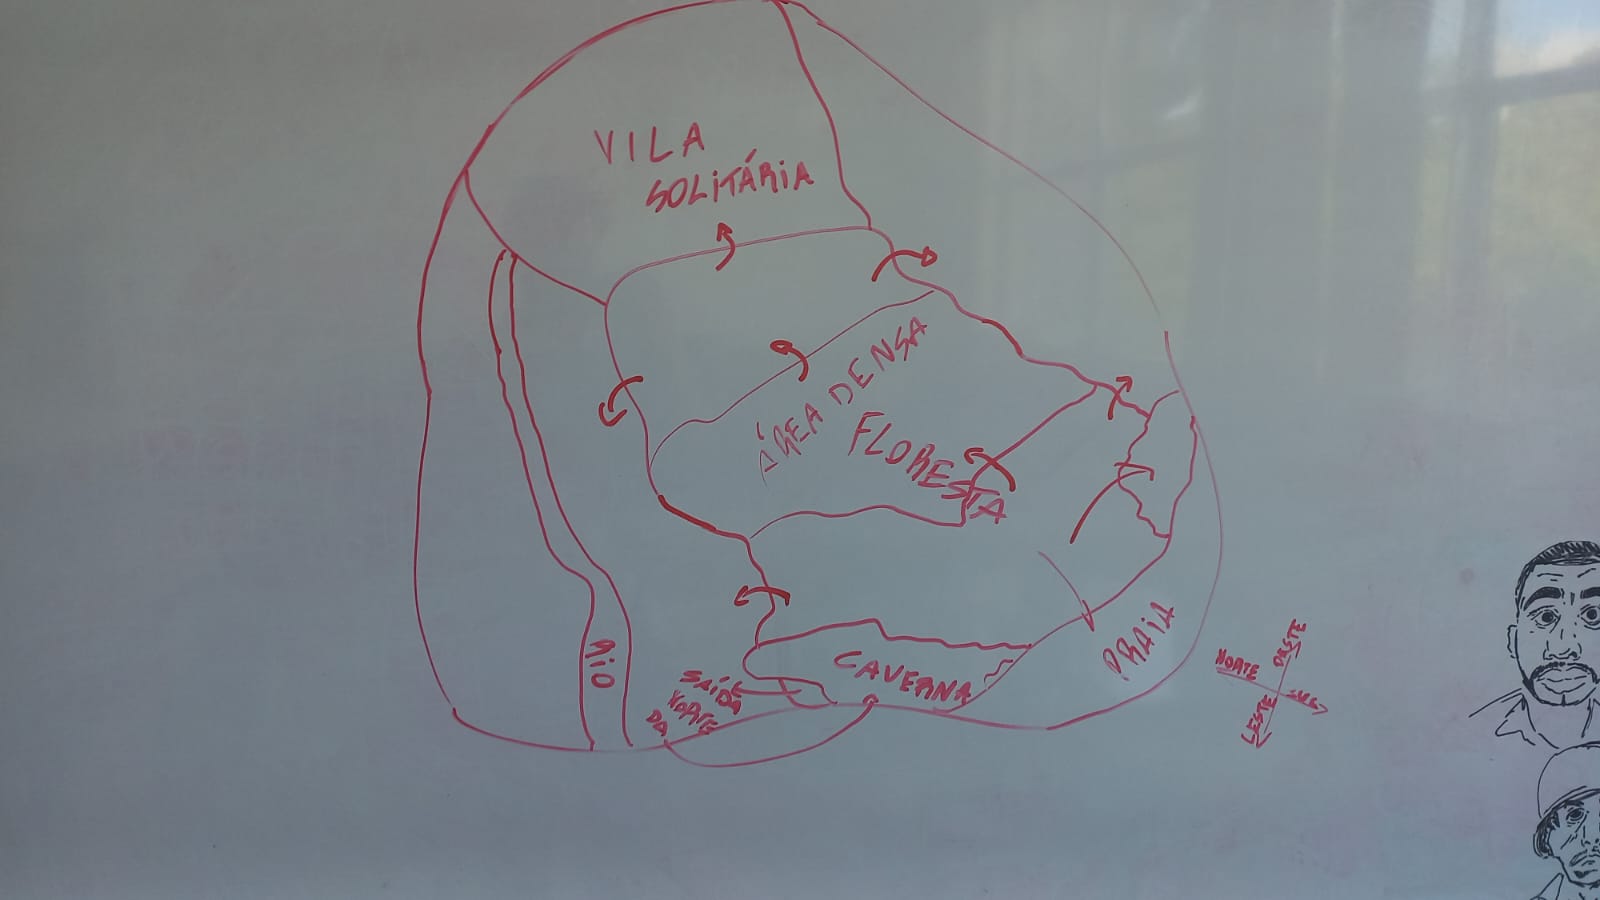 VILA
SOLITÁRIA
ÁREA DENSA
FLORESTA
RIO
SAÍDA
NORTE
DA
CAVERNA
PRAIA
NORTE
OESTE
SUL
LESTE